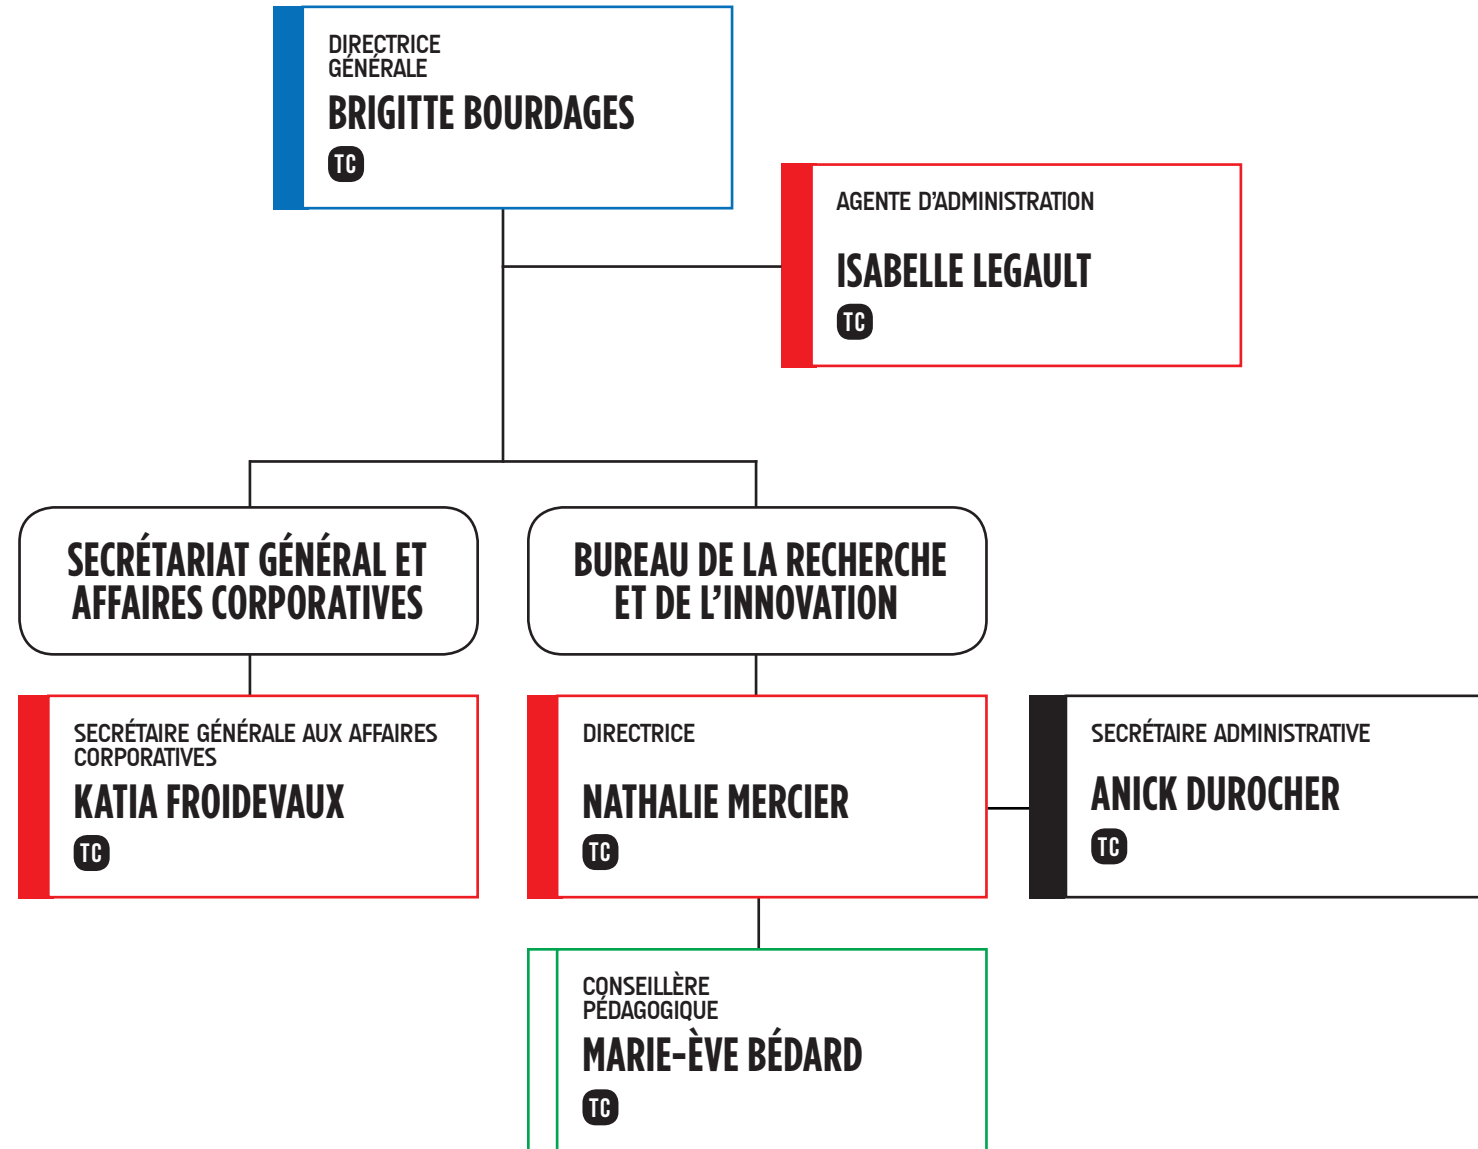 DIRECTRICE
GÉNÉRALE
BRIGITTE BOURDAGES
TC
AGENTE D'ADMINISTRATION
ISABELLE LEGAULT
TC
SECRÉTARIAT GÉNÉRAL ET
AFFAIRES CORPORATIVES
BUREAU DE LA RECHERCHE
ET DE L'INNOVATION
SECRÉTAIRE GÉNÉRALE AUX AFFAIRES
CORPORATIVES
KATIA FROIDEVAUX
TC
DIRECTRICE
NATHALIE MERCIER
TC
SECRÉTAIRE ADMINISTRATIVE
ANICK DUROCHER
TC
CONSEILLÈRE
PÉDAGOGIQUE
MARIE-ÈVE BÉDARD
TC